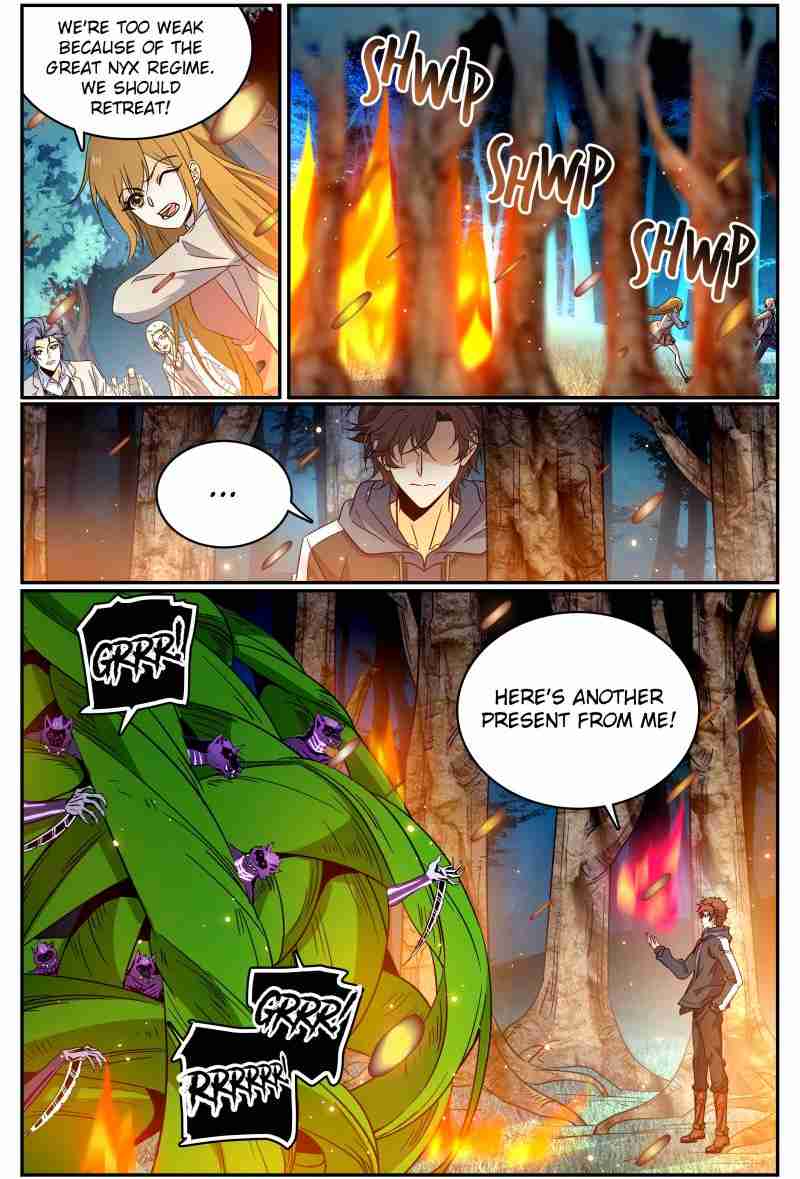 WE'RE TOO WEAK
BECAUSE OF THE
GREAT NYX REGIME.
WE SHOULD
RETREAT!
SHWIP
SHWIP
SHWIP
...
GRRR!
HERE'S ANOTHER
PRESENT FROM ME!
GRRR!
RRRRRR!